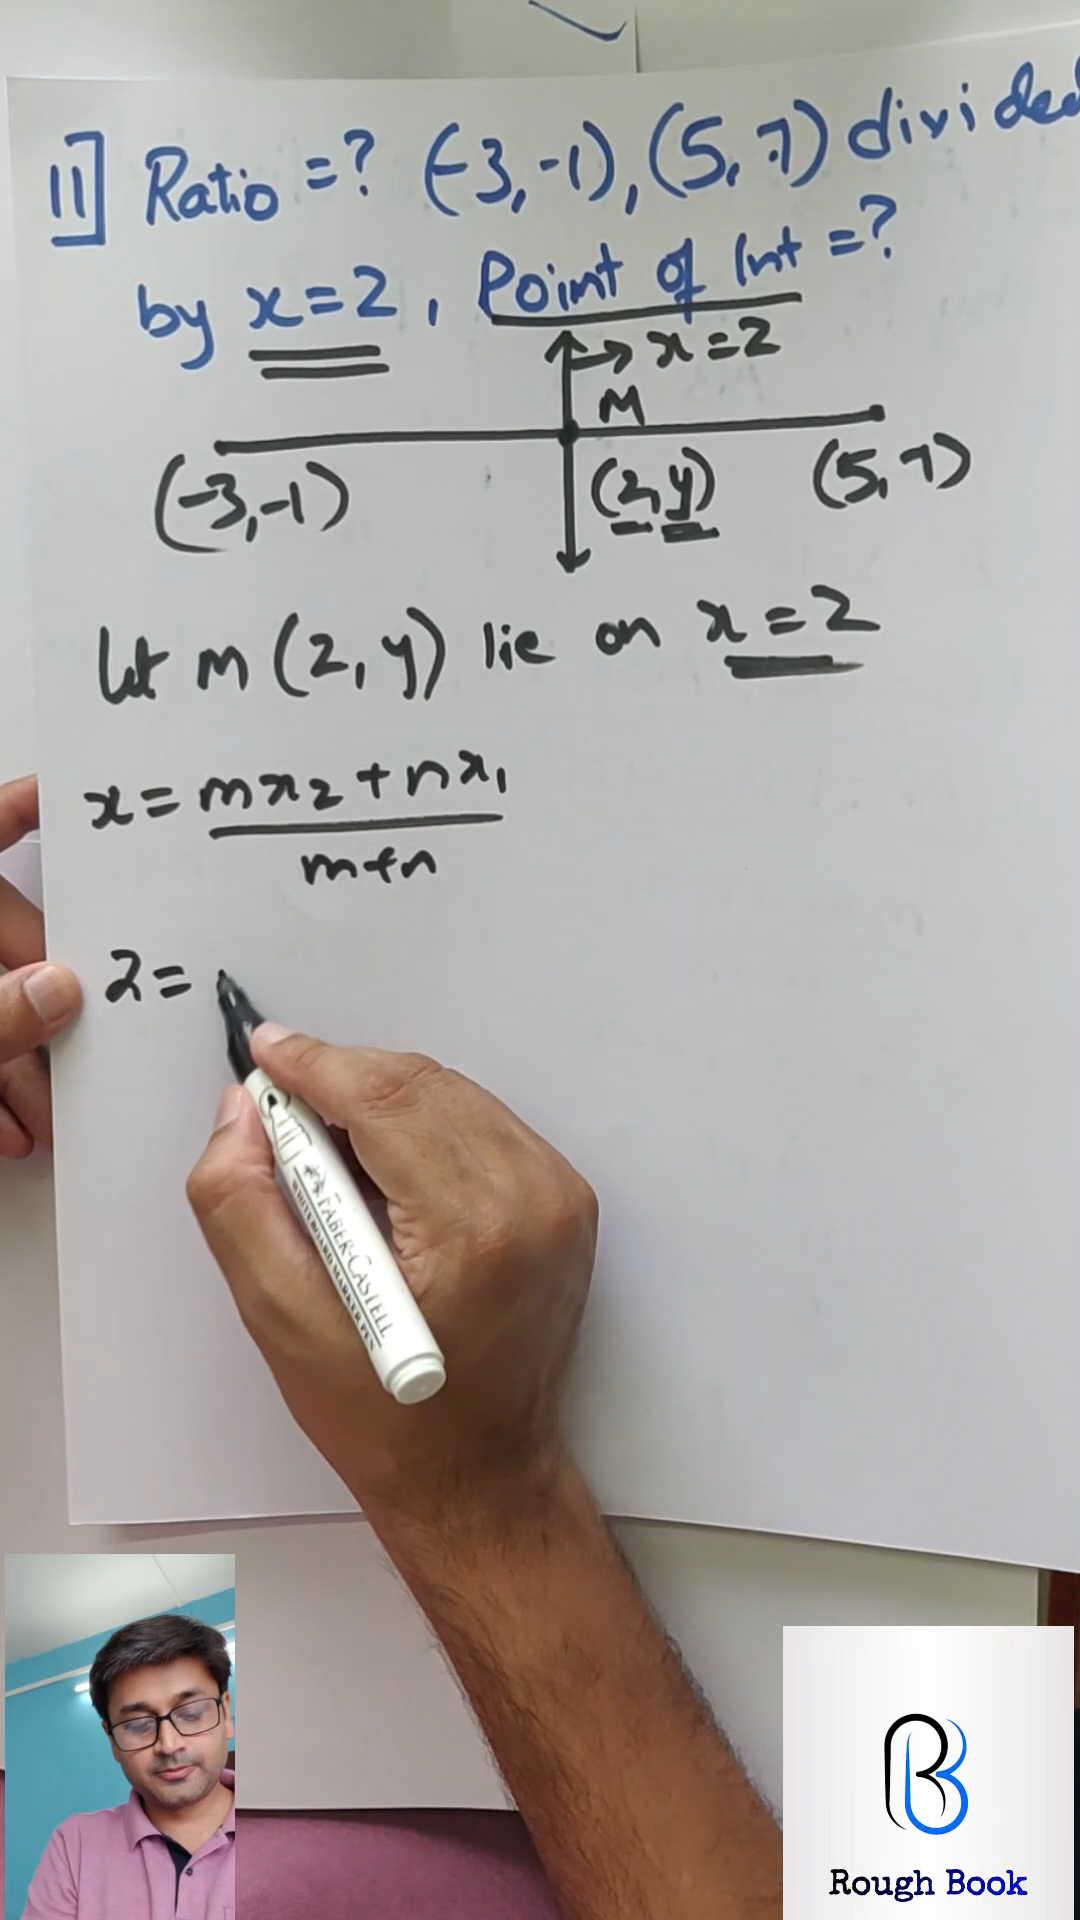 11] Ratio =? (-3,-1), (5,7) divided
by x=2, Point of Int =?
x=2
M
(-3,-1) (2,y) (5,7)
Let m (2, y) lie on x=2
x = mx₂ + nx₁
m+n
2=
FABER-CASTELL
WHITEBOARD MARKER PEN
B
Rough Book